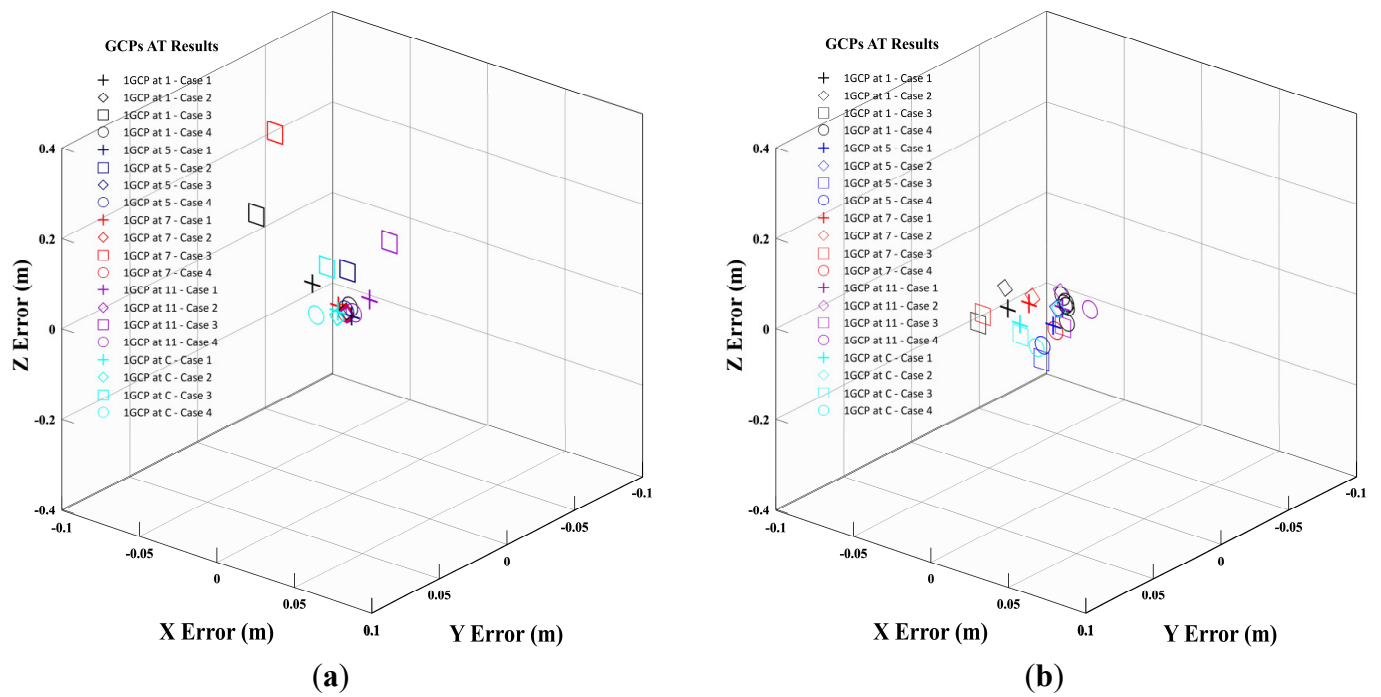 GCPs AT Results
1GCP at 1 - Case 1
1GCP at 1 - Case 2
1GCP at 1 - Case 3
1GCP at 1 - Case 4
1GCP at 5 - Case 1
1GCP at 5 - Case 2
1GCP at 5 - Case 3
1GCP at 5 - Case 4
1GCP at 7 - Case 1
1GCP at 7 - Case 2
1GCP at 7 - Case 3
1GCP at 7 - Case 4
1GCP at 11 - Case 1
1GCP at 11 - Case 2
1GCP at 11 - Case 3
1GCP at 11 - Case 4
1GCP at C - Case 1
1GCP at C - Case 2
1GCP at C - Case 3
1GCP at C - Case 4
0.4
0.2
0
-0.2
-0.4
Z Error (m)
-0.1
-0.05
0
0.05
0.1
X Error (m)
-0.1
-0.05
0
0.05
Y Error (m)
(a)
GCPs AT Results
1GCP at 1 - Case 1
1GCP at 1 - Case 2
1GCP at 1 - Case 3
1GCP at 1 - Case 4
1GCP at 5 - Case 1
1GCP at 5 - Case 2
1GCP at 5 - Case 3
1GCP at 5 - Case 4
1GCP at 7 - Case 1
1GCP at 7 - Case 2
1GCP at 7 - Case 3
1GCP at 7 - Case 4
1GCP at 11 - Case 1
1GCP at 11 - Case 2
1GCP at 11 - Case 3
1GCP at 11 - Case 4
1GCP at C - Case 1
1GCP at C - Case 2
1GCP at C - Case 3
1GCP at C - Case 4
0.4
0.2
0
-0.2
-0.4
Z Error (m)
-0.1
-0.05
0
0.05
0.1
X Error (m)
-0.1
-0.05
0
0.05
Y Error (m)
(b)